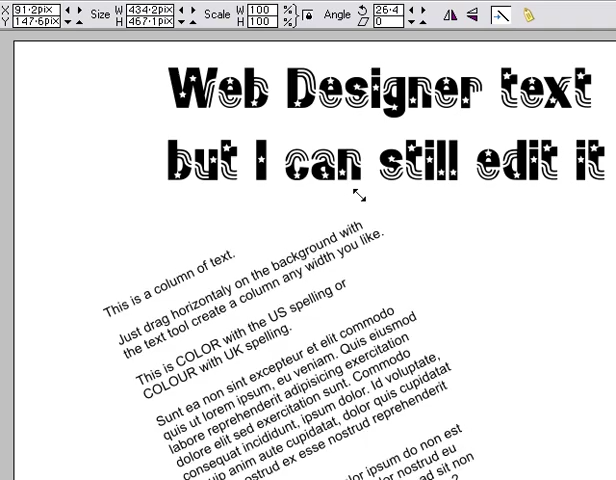 X 91·2pix Size W 434·2pix Scale W 100 % Angle 26·4
Y 147·6pix H 467·1pix H 100 % 0
Web Designer text
but I can still edit it
This is a column of text.
Just drag horizontaly on the background with
the text tool create a column any width you like.
This is COLOR with the US spelling or
COLOUR with UK spelling.
Sunt ea non sint excepteur et elit commodo
quis ut lorem ipsum, eu veniam. Quis eiusmod
labore reprehenderit adipisicing exercitation
dolore elit sed exercitation sunt. Commodo
consequat incididunt, ipsum dolor. Id voluptate,
uip anim aute cupidatat, dolor quis cupidatat
nostrud ex esse nostrud reprehenderit
lor ipsum do non est
or nostrud eu
ad sit non